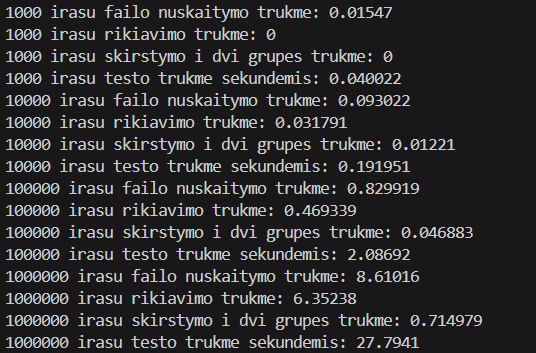 1000 irasu failo nuskaitymo trukme: 0.01547
1000 irasu rikiavimo trukme: 0
1000 irasu skirstymo i dvi grupes trukme: 0
1000 irasu testo trukme sekundemis: 0.040022
10000 irasu failo nuskaitymo trukme: 0.093022
10000 irasu rikiavimo trukme: 0.031791
10000 irasu skirstymo i dvi grupes trukme: 0.01221
10000 irasu testo trukme sekundemis: 0.191951
100000 irasu failo nuskaitymo trukme: 0.829919
100000 irasu rikiavimo trukme: 0.469339
100000 irasu skirstymo i dvi grupes trukme: 0.046883
100000 irasu testo trukme sekundemis: 2.08692
1000000 irasu failo nuskaitymo trukme: 8.61016
1000000 irasu rikiavimo trukme: 6.35238
1000000 irasu skirstymo i dvi grupes trukme: 0.714979
1000000 irasu testo trukme sekundemis: 27.7941